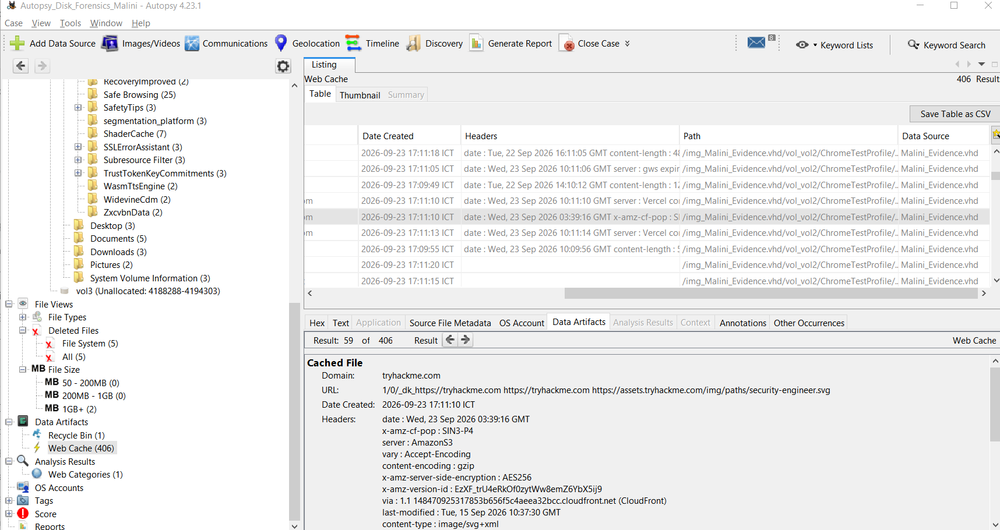 Autopsy_Disk_Forensics_Malini - Autopsy 4.23.1
Case View Tools Window Help
Add Data Source Images/Videos Communications Geolocation Timeline Discovery Generate Report Close Case 8 Keyword Lists Keyword Search
RecoveryImproved (2)
Safe Browsing (25)
SafetyTips (3)
segmentation_platform (3)
ShaderCache (7)
SSLErrorAssistant (3)
Subresource Filter (3)
TrustTokenKeyCommitments (3)
WasmTtsEngine (2)
WidevineCdm (2)
ZxcvbnData (2)
Desktop (3)
Documents (5)
Downloads (3)
Pictures (2)
System Volume Information (3)
vol3 (Unallocated: 4188288-4194303)
File Views
File Types
Deleted Files
File System (5)
All (5)
MB File Size
MB 50 - 200MB (0)
MB 200MB - 1GB (0)
MB 1GB+ (2)
Data Artifacts
Recycle Bin (1)
Web Cache (406)
Analysis Results
Web Categories (1)
OS Accounts
Tags
Score
Reports
Listing
Web Cache 406 Result
Table Thumbnail Summary
Save Table as CSV
Date Created Headers Path Data Source
2026-09-23 17:11:18 ICT date : Tue, 22 Sep 2026 16:11:05 GMT content-length : 48 /img_Malini_Evidence.vhd/vol_vol2/ChromeTestProfile/.. Malini_Evidence.vhd
2026-09-23 17:11:05 ICT date : Wed, 23 Sep 2026 10:11:06 GMT server : gws expir /img_Malini_Evidence.vhd/vol_vol2/ChromeTestProfile/.. Malini_Evidence.vhd
2026-09-23 17:09:49 ICT date : Tue, 22 Sep 2026 14:10:12 GMT content-length : 12 /img_Malini_Evidence.vhd/vol_vol2/ChromeTestProfile/.. Malini_Evidence.vhd
om 2026-09-23 17:11:10 ICT date : Wed, 23 Sep 2026 10:11:10 GMT server : Vercel co /img_Malini_Evidence.vhd/vol_vol2/ChromeTestProfile/.. Malini_Evidence.vhd
om 2026-09-23 17:11:10 ICT date : Wed, 23 Sep 2026 03:39:16 GMT x-amz-cf-pop : S /img_Malini_Evidence.vhd/vol_vol2/ChromeTestProfile/.. Malini_Evidence.vhd
om 2026-09-23 17:11:13 ICT date : Wed, 23 Sep 2026 10:11:14 GMT server : Vercel co /img_Malini_Evidence.vhd/vol_vol2/ChromeTestProfile/.. Malini_Evidence.vhd
2026-09-23 17:09:55 ICT date : Wed, 23 Sep 2026 10:09:56 GMT content-length : 5 /img_Malini_Evidence.vhd/vol_vol2/ChromeTestProfile/.. Malini_Evidence.vhd
2026-09-23 17:11:20 ICT /img_Malini_Evidence.vhd/vol_vol2/ChromeTestProfile/.. Malini_Evidence.vhd
2026-09-23 17:11:15 ICT /img_Malini_Evidence.vhd/vol_vol2/ChromeTestProfile/.. Malini_Evidence.vhd
Hex Text Application Source File Metadata OS Account Data Artifacts Analysis Results Context Annotations Other Occurrences
Result: 59 of 406 Result Web Cache
Cached File
Domain: tryhackme.com
URL: 1/0/_dk_https://tryhackme.com https://tryhackme.com https://assets.tryhackme.com/img/paths/security-engineer.svg
Date Created: 2026-09-23 17:11:10 ICT
Headers: date : Wed, 23 Sep 2026 03:39:16 GMT
x-amz-cf-pop : SIN3-P4
server : AmazonS3
vary : Accept-Encoding
content-encoding : gzip
x-amz-server-side-encryption : AES256
x-amz-version-id : EzXF_trU4eRkOf0zytWw8emZ6YbX5ij9
via : 1.1 148470925317853b656f5c4aeea32bcc.cloudfront.net (CloudFront)
last-modified : Tue, 15 Sep 2026 10:37:30 GMT
content-type : image/svg+xml